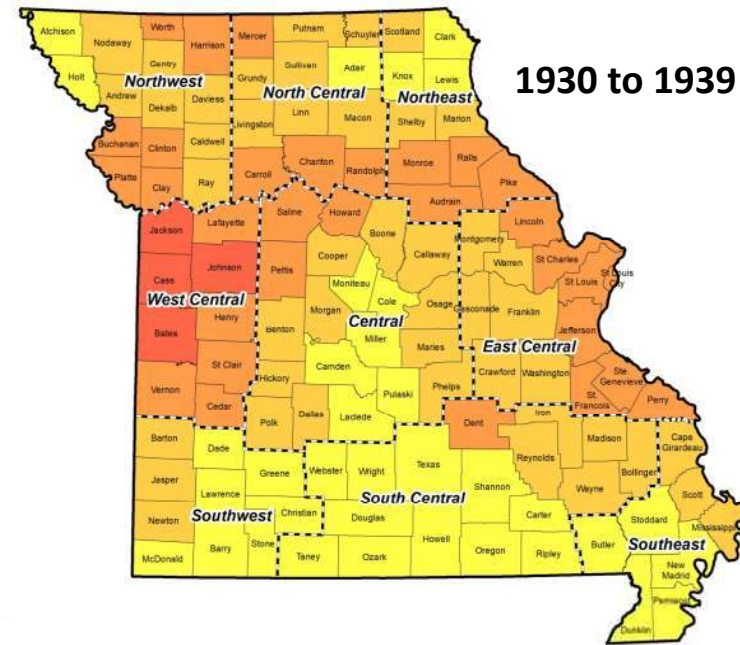 1930 to 1939
Atchison
Nodaway
Worth
Harrison
Mercer
Putnam
Schuyler
Scotland
Clark
Holt
Gentry
Northwest
Grundy
Sullivan
Adair
Knox
Lewis
North Central
Northeast
Andrew
Dekalb
Daviess
Livingston
Linn
Macon
Shelby
Marion
Buchanan
Clinton
Caldwell
Chariton
Monroe
Ralls
Platte
Clay
Ray
Carroll
Randolph
Pike
Audrain
Jackson
Lafayette
Saline
Howard
Boone
Callaway
Montgomery
Lincoln
Warren
St Charles
St Louis
St Louis
City
Cass
Johnson
Pettis
Cooper
Moniteau
Cole
Osage
Gasconade
Franklin
West Central
Central
East Central
Bates
Henry
Benton
Morgan
Miller
Maries
Jefferson
Vernon
St Clair
Hickory
Camden
Pulaski
Phelps
Crawford
Washington
St.
Francois
Ste.
Genevieve
Perry
Cedar
Polk
Dallas
Laclede
Dent
Iron
Madison
Cape
Girardeau
Barton
Dade
Greene
Webster
Wright
Texas
Shannon
Reynolds
Wayne
Bollinger
Scott
Jasper
Lawrence
South Central
Newton
Southwest
Christian
Douglas
Howell
Carter
Butler
Stoddard
Mississippi
Southeast
McDonald
Barry
Stone
Taney
Ozark
Oregon
Ripley
New
Madrid
Pemiscot
Dunklin